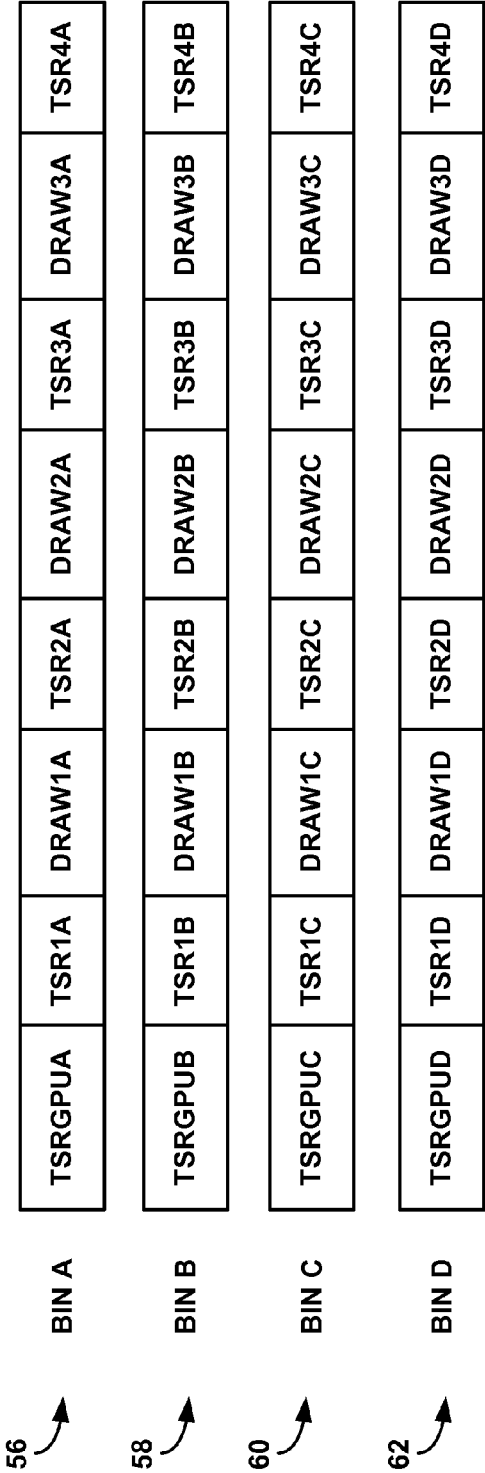 56
BIN A TSRGPUA TSR1A DRAW1A TSR2A DRAW2A TSR3A DRAW3A TSR4A
58
BIN B TSRGPUB TSR1B DRAW1B TSR2B DRAW2B TSR3B DRAW3B TSR4B
60
BIN C TSRGPUC TSR1C DRAW1C TSR2C DRAW2C TSR3C DRAW3C TSR4C
62
BIN D TSRGPUD TSR1D DRAW1D TSR2D DRAW2D TSR3D DRAW3D TSR4D